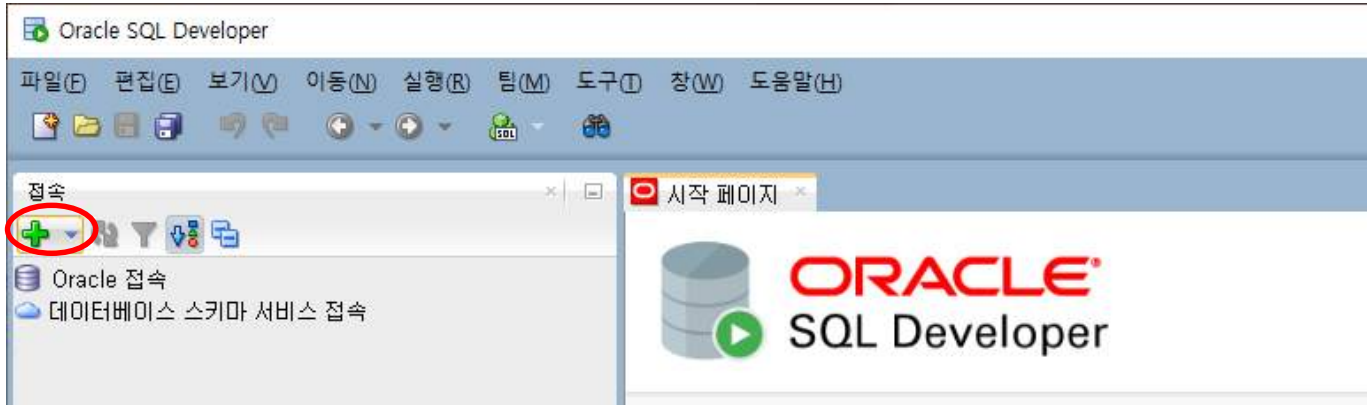 Oracle SQL Developer
파일(F) 편집(E) 보기(V) 이동(N) 실행(R) 팀(M) 도구(T) 창(W) 도움말(H)
SQL
접속
시작 페이지
Oracle 접속
데이터베이스 스키마 서비스 접속
ORACLE
SQL Developer